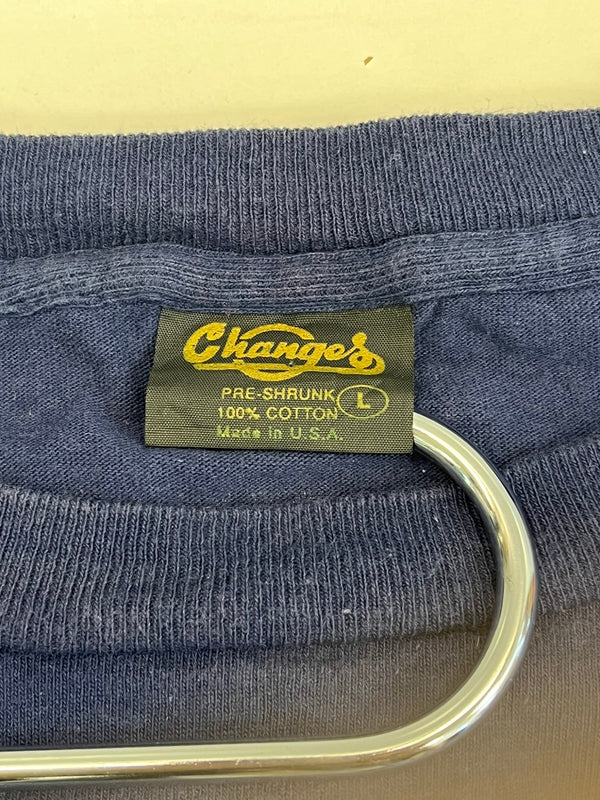 Changes
PRE-SHRUNK
100% COTTON
L
Made in U.S.A.